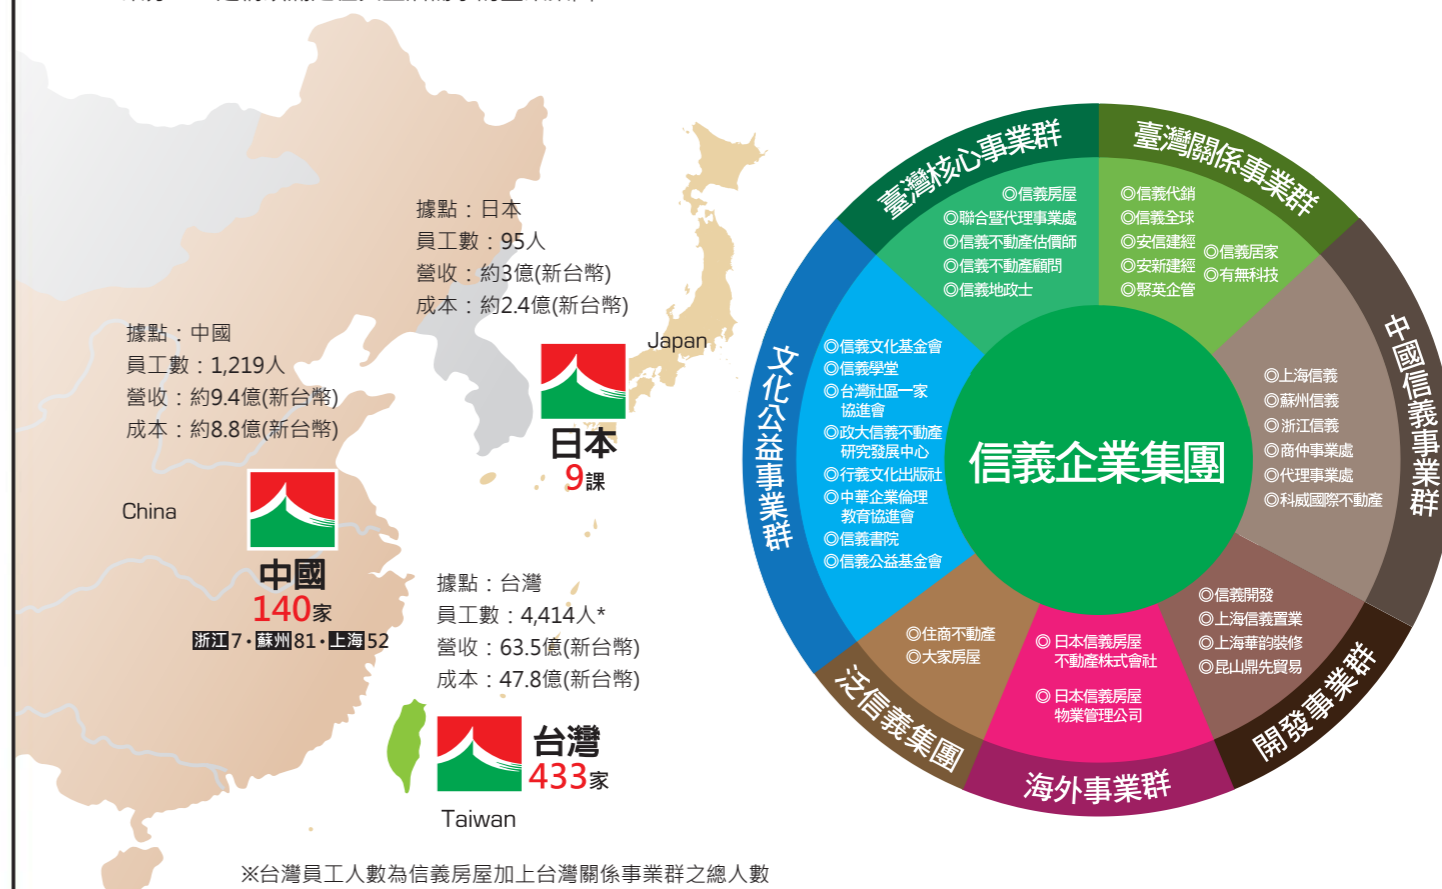 據點：日本
員工數：95人
營收：約3億(新台幣)
成本：約2.4億(新台幣)
Japan
日本
9課
據點：中國
員工數：1,219人
營收：約9.4億(新台幣)
成本：約8.8億(新台幣)
China
中國
140家
浙江7・蘇州81・上海52
據點：台灣
員工數：4,414人*
營收：63.5億(新台幣)
成本：47.8億(新台幣)
台灣
433家
Taiwan
※台灣員工人數為信義房屋加上台灣關係事業群之總人數
信義企業集團
臺灣核心事業群
◎信義房屋
◎聯合暨代理事業處
◎信義不動產估價師
◎信義不動產顧問
◎信義地政士
臺灣關係事業群
◎信義代銷
◎信義全球
◎安信建經
◎安新建經
◎聚英企管
◎信義居家
◎有無科技
中國信義事業群
◎上海信義
◎蘇州信義
◎浙江信義
◎商仲事業處
◎代理事業處
◎科威國際不動產
開發事業群
◎信義開發
◎上海信義置業
◎上海華韵裝修
◎昆山鼎先貿易
海外事業群
◎日本信義房屋
不動產株式會社
◎日本信義房屋
物業管理公司
泛信義集團
◎住商不動產
◎大家房屋
文化公益事業群
◎信義文化基金會
◎信義學堂
◎台灣社區一家
協進會
◎政大信義不動產
研究發展中心
◎行義文化出版社
◎中華企業倫理
教育協進會
◎信義書院
◎信義公益基金會